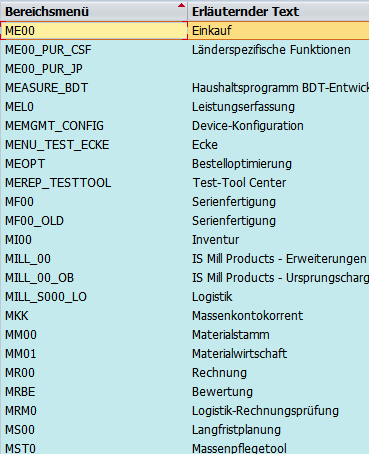 Bereichsmenü Erläuternder Text
ME00 Einkauf
ME00_PUR_CSF Länderspezifische Funktionen
ME00_PUR_JP
MEASURE_BDT Haushaltsprogramm BDT-Entwick
MEL0 Leistungserfassung
MEMGMT_CONFIG Device-Konfiguration
MENU_TEST_ECKE Ecke
MEOPT Bestelloptimierung
MEREP_TESTTOOL Test-Tool Center
MF00 Serienfertigung
MF00_OLD Serienfertigung
MI00 Inventur
MILL_00 IS Mill Products - Erweiterungen
MILL_00_OB IS Mill Products - Ursprungscharg
MILL_S000_LO Logistik
MKK Massenkontokorrent
MM00 Materialstamm
MM01 Materialwirtschaft
MR00 Rechnung
MRBE Bewertung
MRM0 Logistik-Rechnungsprüfung
MS00 Langfristplanung
MST0 Massenpflegetool